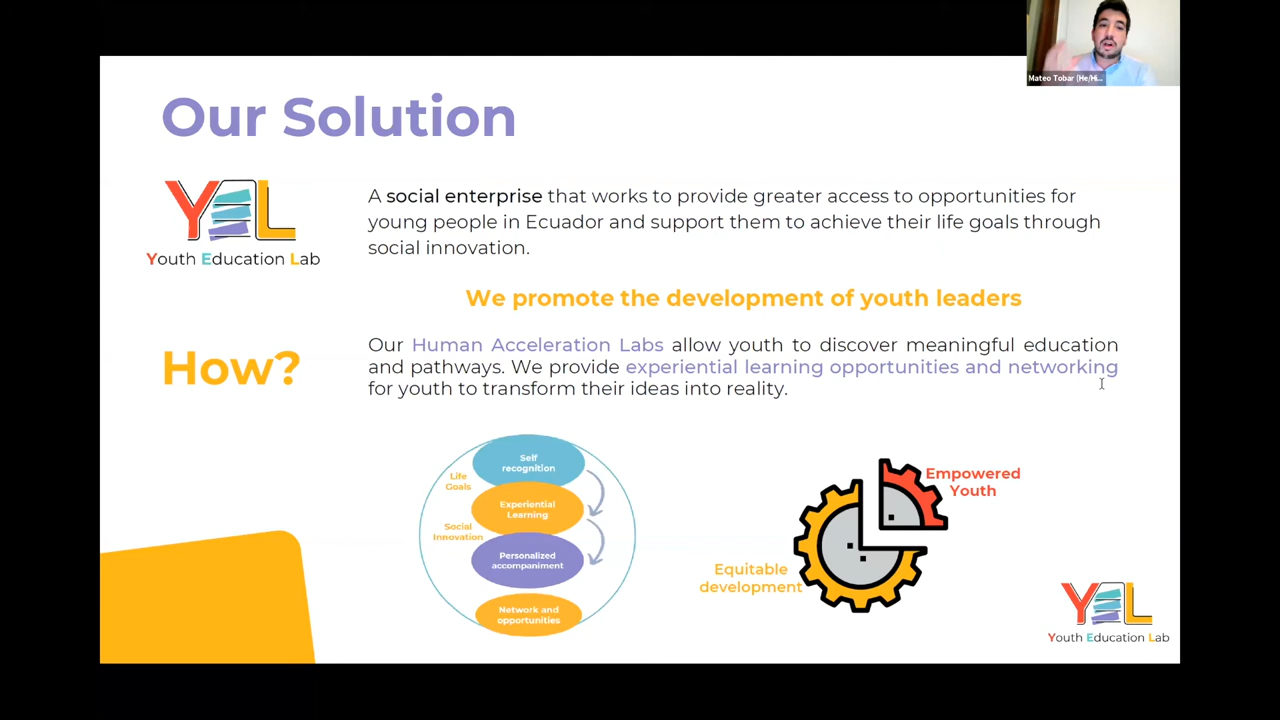 Mateo Tobar (He/Hi...
Our Solution
YEL
Youth Education Lab
A social enterprise that works to provide greater access to opportunities for
young people in Ecuador and support them to achieve their life goals through
social innovation.
We promote the development of youth leaders
How?
Our Human Acceleration Labs allow youth to discover meaningful education
and pathways. We provide experiential learning opportunities and networking
for youth to transform their ideas into reality.
Self
recognition
Life
Goals
Experiential
Learning
Social
Innovation
Personalized
accompaniment
Network and
opportunities
Empowered
Youth
Equitable
development
YEL
Youth Education Lab